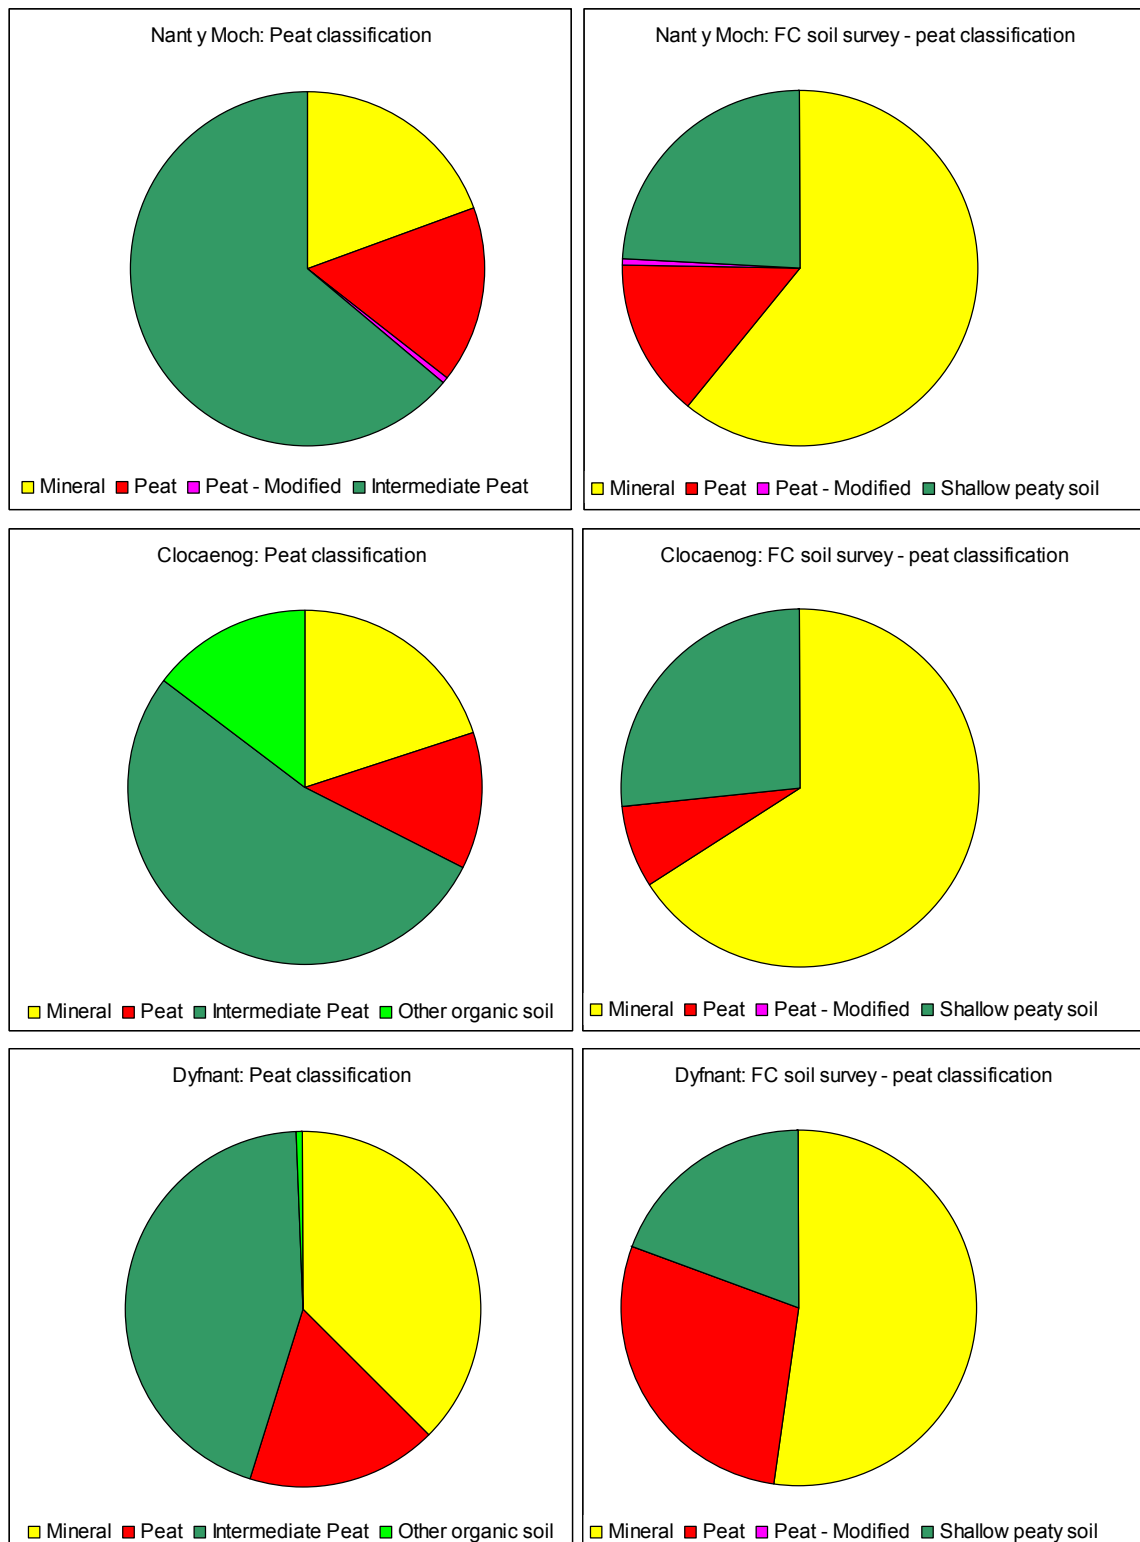 Nant y Moch: Peat classification
Mineral Peat Peat - Modified Intermediate Peat
Nant y Moch: FC soil survey - peat classification
Mineral Peat Peat - Modified Shallow peaty soil
Clocaenog: Peat classification
Mineral Peat Intermediate Peat Other organic soil
Clocaenog: FC soil survey - peat classification
Mineral Peat Peat - Modified Shallow peaty soil
Dyfnant: Peat classification
Mineral Peat Intermediate Peat Other organic soil
Dyfnant: FC soil survey - peat classification
Mineral Peat Peat - Modified Shallow peaty soil